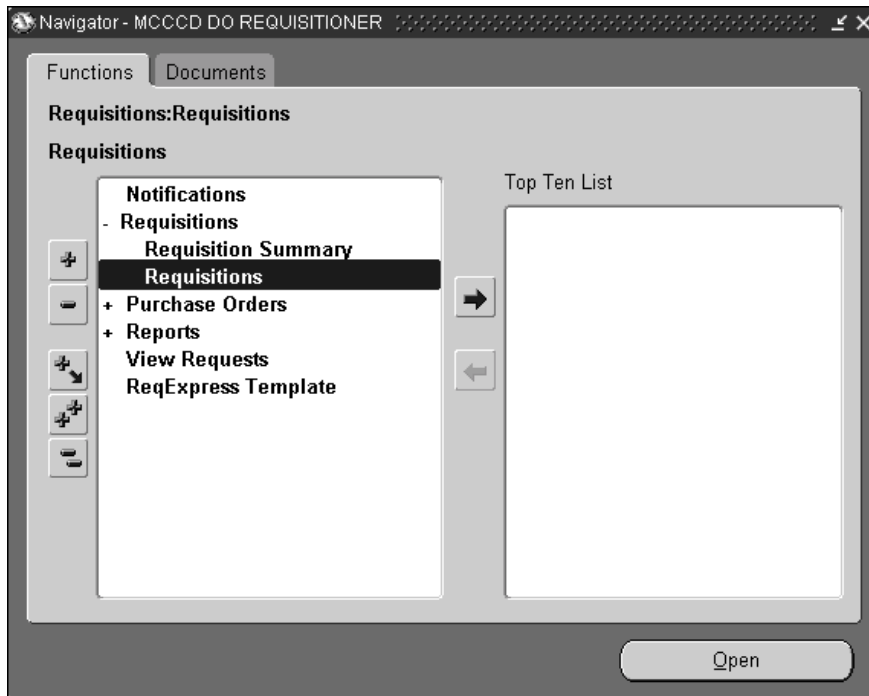 Navigator - MCCCD DO REQUISITIONER
Functions
Documents
Requisitions:Requisitions
Requisitions
Top Ten List
Notifications
- Requisitions
Requisition Summary
Requisitions
+ Purchase Orders
+ Reports
View Requests
ReqExpress Template
Open